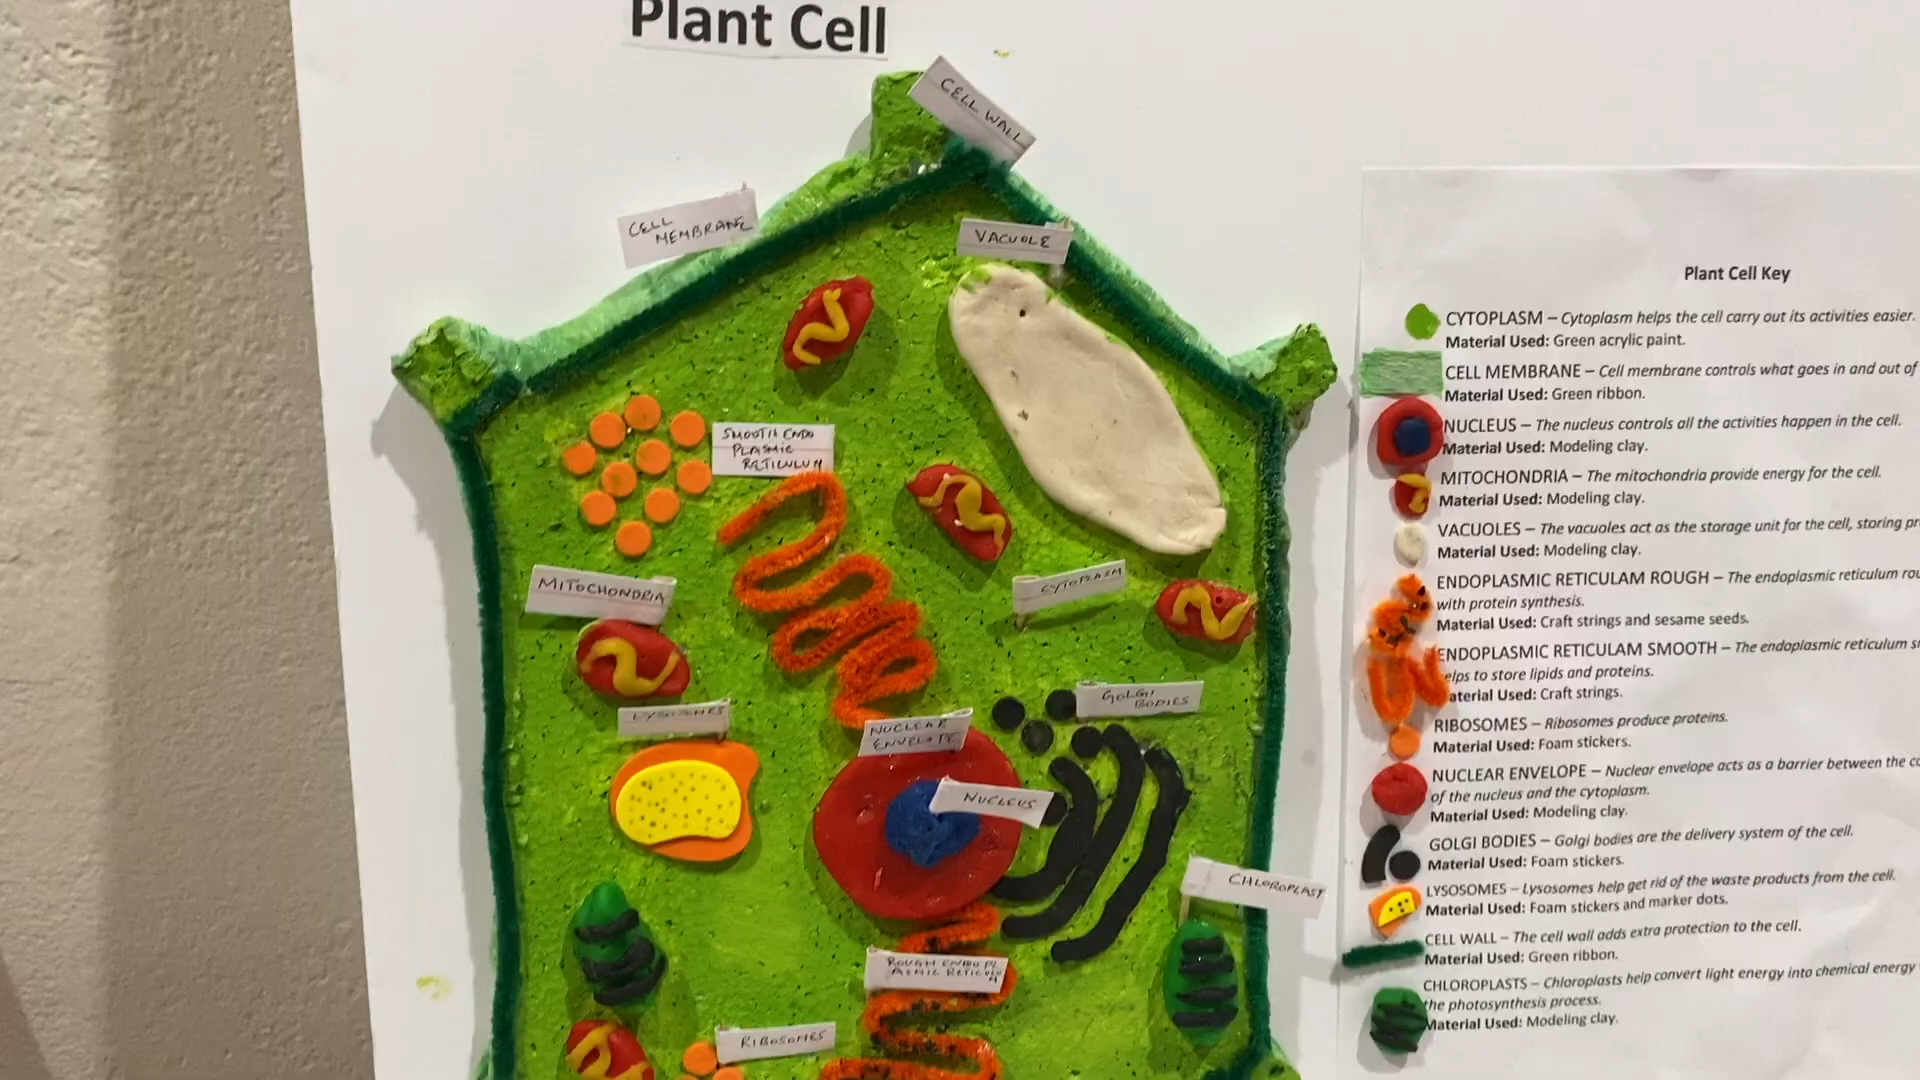 Plant Cell
CELL WALL
CELL
MEMBRANE
VACUOLE
SMOOTH ENDO
PLASMIC
RETICULUM
MITOCHONDRIA
CYTOPLASM
LYSOSOMES
GOLGI
BODIES
NUCLEAR
ENVELOPE
NUCLEUS
CHLOROPLAST
ROUGH ENDO PL
ASMIC RETICULU
M
RIBOSOMES
Plant Cell Key
CYTOPLASM – Cytoplasm helps the cell carry out its activities easier.
Material Used: Green acrylic paint.
CELL MEMBRANE – Cell membrane controls what goes in and out of
Material Used: Green ribbon.
NUCLEUS – The nucleus controls all the activities happen in the cell.
Material Used: Modeling clay.
MITOCHONDRIA – The mitochondria provide energy for the cell.
Material Used: Modeling clay.
VACUOLES – The vacuoles act as the storage unit for the cell, storing
Material Used: Modeling clay.
ENDOPLASMIC RETICULAM ROUGH – The endoplasmic reticulum
with protein synthesis.
Material Used: Craft strings and sesame seeds.
ENDOPLASMIC RETICULAM SMOOTH – The endoplasmic reticulum
elps to store lipids and proteins.
aterial Used: Craft strings.
RIBOSOMES – Ribosomes produce proteins.
Material Used: Foam stickers.
NUCLEAR ENVELOPE – Nuclear envelope acts as a barrier between the
of the nucleus and the cytoplasm.
Material Used: Modeling clay.
GOLGI BODIES – Golgi bodies are the delivery system of the cell.
Material Used: Foam stickers.
LYSOSOMES – Lysosomes help get rid of the waste products from the cell.
Material Used: Foam stickers and marker dots.
CELL WALL – The cell wall adds extra protection to the cell.
Material Used: Green ribbon.
CHLOROPLASTS – Chloroplasts help convert light energy into chemical energy
the photosynthesis process.
Material Used: Modeling clay.